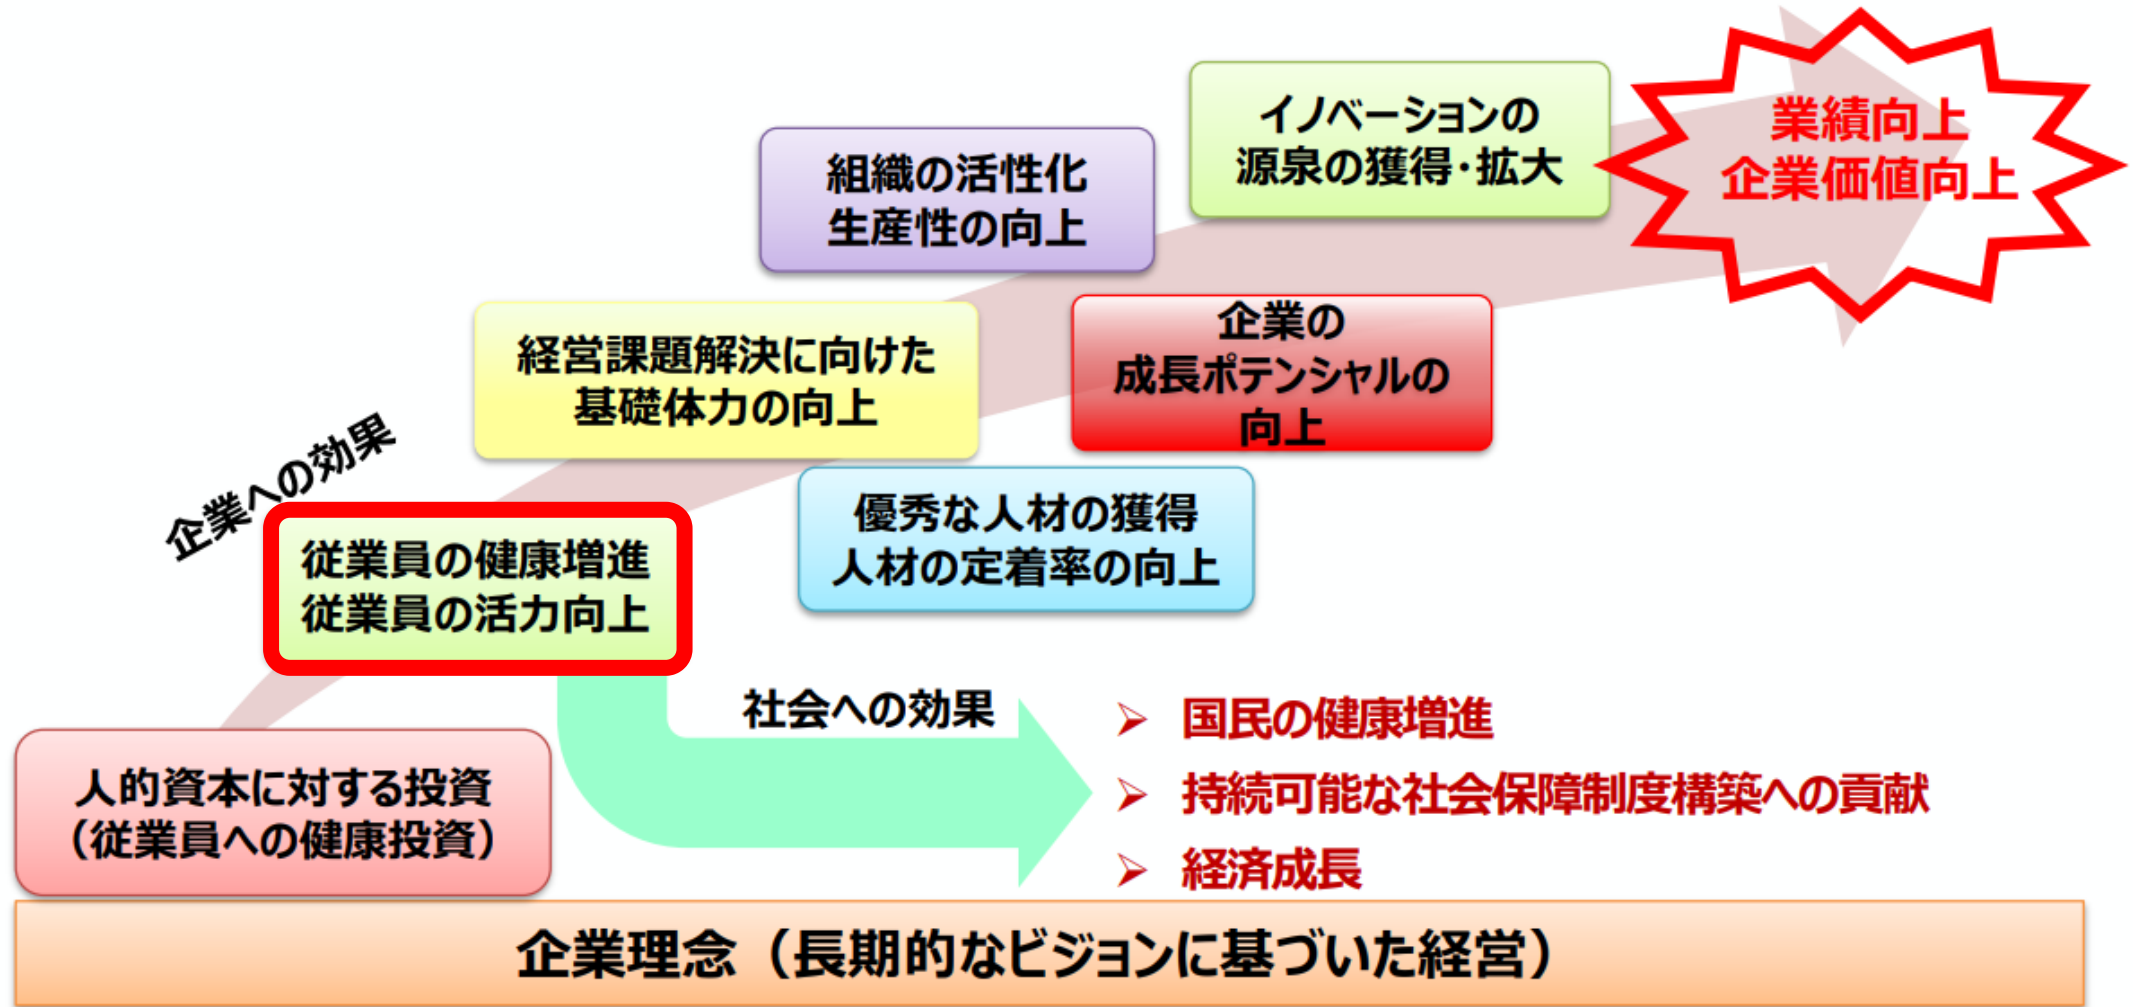 イノベーションの
源泉の獲得・拡大
業績向上
企業価値向上
組織の活性化
生産性の向上
経営課題解決に向けた
基礎体力の向上
企業の
成長ポテンシャルの
向上
企業への効果
優秀な人材の獲得
人材の定着率の向上
従業員の健康増進
従業員の活力向上
社会への効果
➢ 国民の健康増進
➢ 持続可能な社会保障制度構築への貢献
➢ 経済成長
人的資本に対する投資
（従業員への健康投資）
企業理念（長期的なビジョンに基づいた経営）